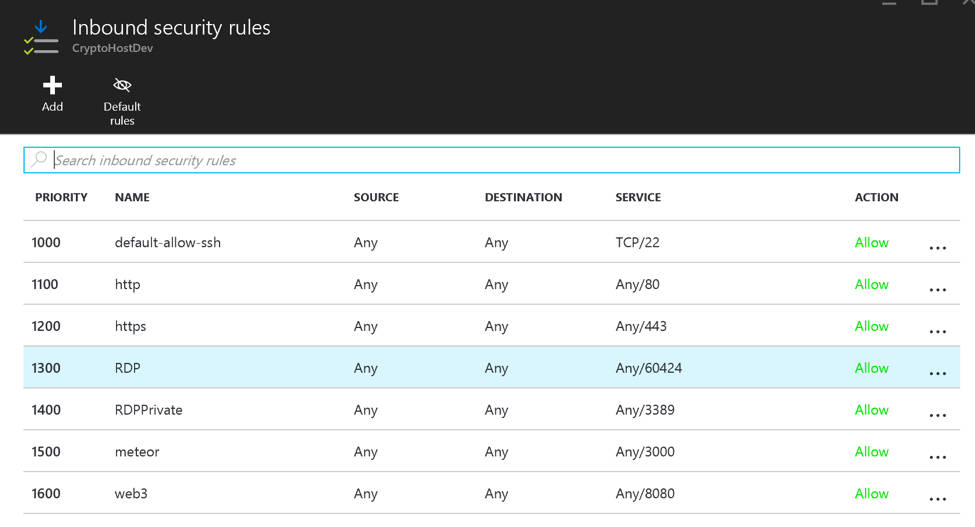 Inbound security rules
CryptoHostDev
Add
Default
rules
Search inbound security rules
PRIORITY NAME SOURCE DESTINATION SERVICE ACTION
1000 default-allow-ssh Any Any TCP/22 Allow ...
1100 http Any Any Any/80 Allow ...
1200 https Any Any Any/443 Allow ...
1300 RDP Any Any Any/60424 Allow ...
1400 RDPPrivate Any Any Any/3389 Allow ...
1500 meteor Any Any Any/3000 Allow ...
1600 web3 Any Any Any/8080 Allow ...